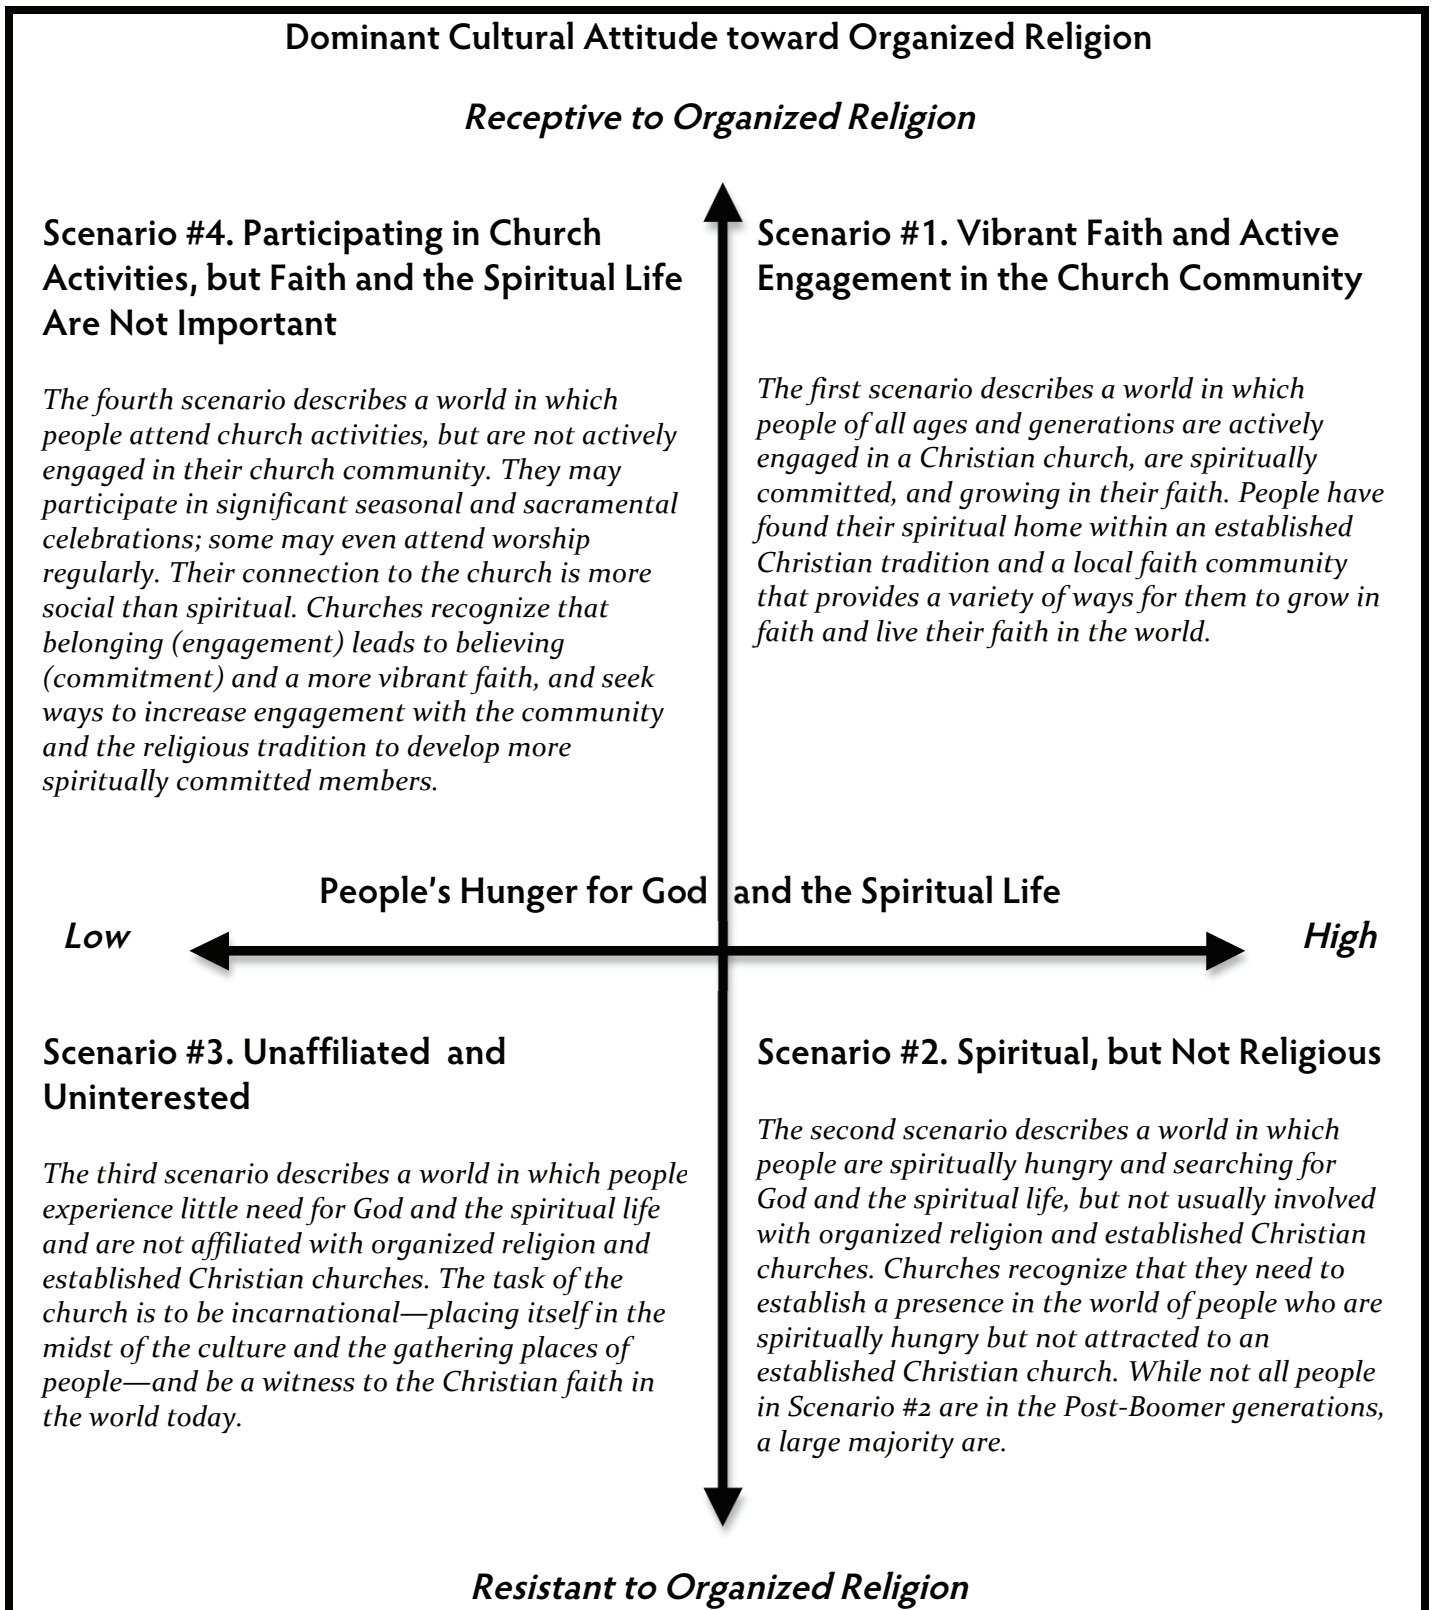 Dominant Cultural Attitude toward Organized Religion
Receptive to Organized Religion
Scenario #4. Participating in Church
Activities, but Faith and the Spiritual Life
Are Not Important
The fourth scenario describes a world in which
people attend church activities, but are not actively
engaged in their church community. They may
participate in significant seasonal and sacramental
celebrations; some may even attend worship
regularly. Their connection to the church is more
social than spiritual. Churches recognize that
belonging (engagement) leads to believing
(commitment) and a more vibrant faith, and seek
ways to increase engagement with the community
and the religious tradition to develop more
spiritually committed members.
Scenario #1. Vibrant Faith and Active
Engagement in the Church Community
The first scenario describes a world in which
people of all ages and generations are actively
engaged in a Christian church, are spiritually
committed, and growing in their faith. People have
found their spiritual home within an established
Christian tradition and a local faith community
that provides a variety of ways for them to grow in
faith and live their faith in the world.
People's Hunger for God and the Spiritual Life
Low
High
Scenario #3. Unaffiliated and
Uninterested
The third scenario describes a world in which people
experience little need for God and the spiritual life
and are not affiliated with organized religion and
established Christian churches. The task of the
church is to be incarnational—placing itself in the
midst of the culture and the gathering places of
people—and be a witness to the Christian faith in
the world today.
Scenario #2. Spiritual, but Not Religious
The second scenario describes a world in which
people are spiritually hungry and searching for
God and the spiritual life, but not usually involved
with organized religion and established Christian
churches. Churches recognize that they need to
establish a presence in the world of people who are
spiritually hungry but not attracted to an
established Christian church. While not all people
in Scenario #2 are in the Post-Boomer generations,
a large majority are.
Resistant to Organized Religion